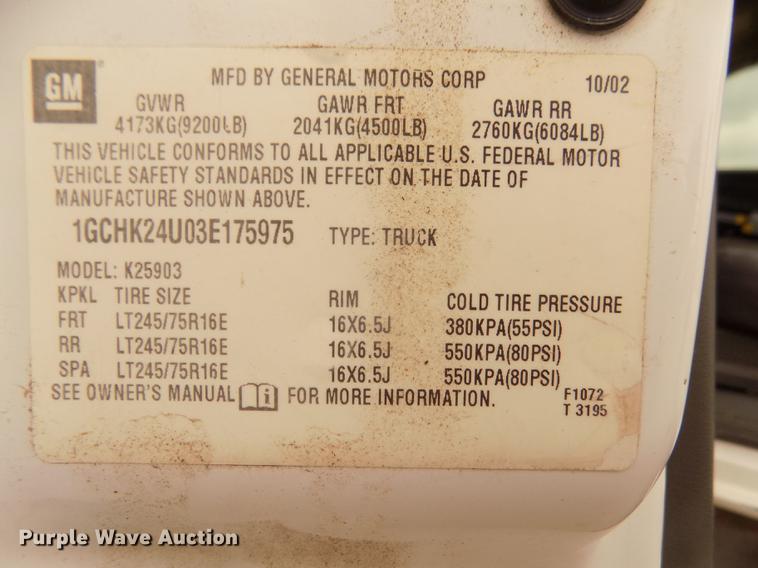 GM
MFD BY GENERAL MOTORS CORP 10/02
GVWR GAWR FRT GAWR RR
4173KG(9200LB) 2041KG(4500LB) 2760KG(6084LB)
THIS VEHICLE CONFORMS TO ALL APPLICABLE U.S. FEDERAL MOTOR
VEHICLE SAFETY STANDARDS IN EFFECT ON THE DATE OF
MANUFACTURE SHOWN ABOVE.
1GCHK24U03E175975 TYPE: TRUCK
MODEL: K25903
KPKL TIRE SIZE RIM COLD TIRE PRESSURE
FRT LT245/75R16E 16X6.5J 380KPA(55PSI)
RR LT245/75R16E 16X6.5J 550KPA(80PSI)
SPA LT245/75R16E 16X6.5J 550KPA(80PSI)
SEE OWNER'S MANUAL i FOR MORE INFORMATION.
F1072
T 3195
Purple Wave Auction